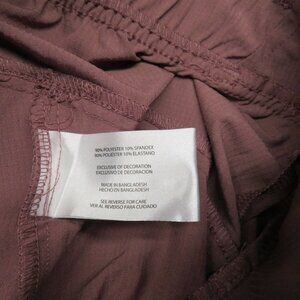 90% POLYESTER 10% SPANDEX
90% POLYESTER 10% ELASTANO
EXCLUSIVE OF DECORATION
EXCLUSIVO DE DECORACION
MADE IN BANGLADESH
HECHO EN BANGLADESH
SEE REVERSE FOR CARE
VER AL REVERSO PARA CUIDADO